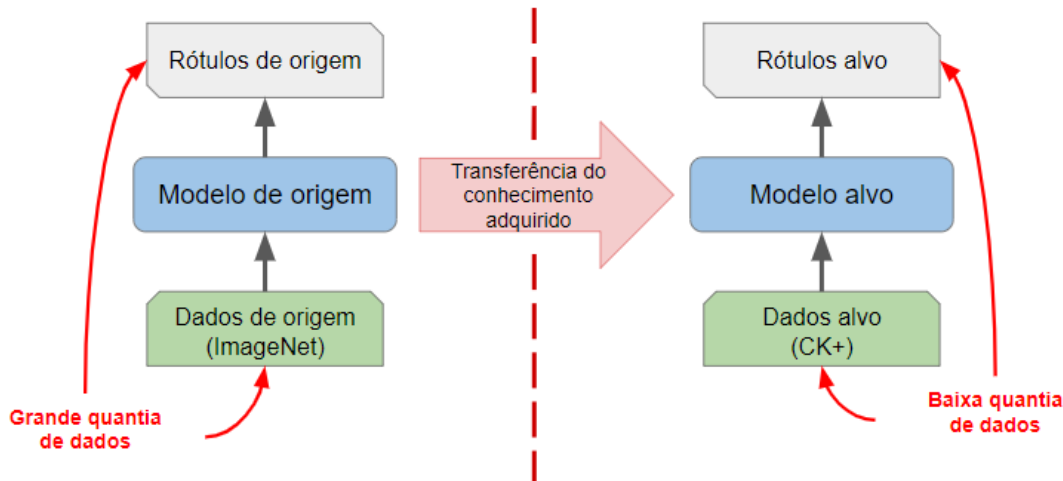 Rótulos de origem
Rótulos alvo
Modelo de origem
Transferência do
conhecimento
adquirido
Modelo alvo
Dados de origem
(ImageNet)
Dados alvo
(CK+)
Grande quantia
de dados
Baixa quantia
de dados